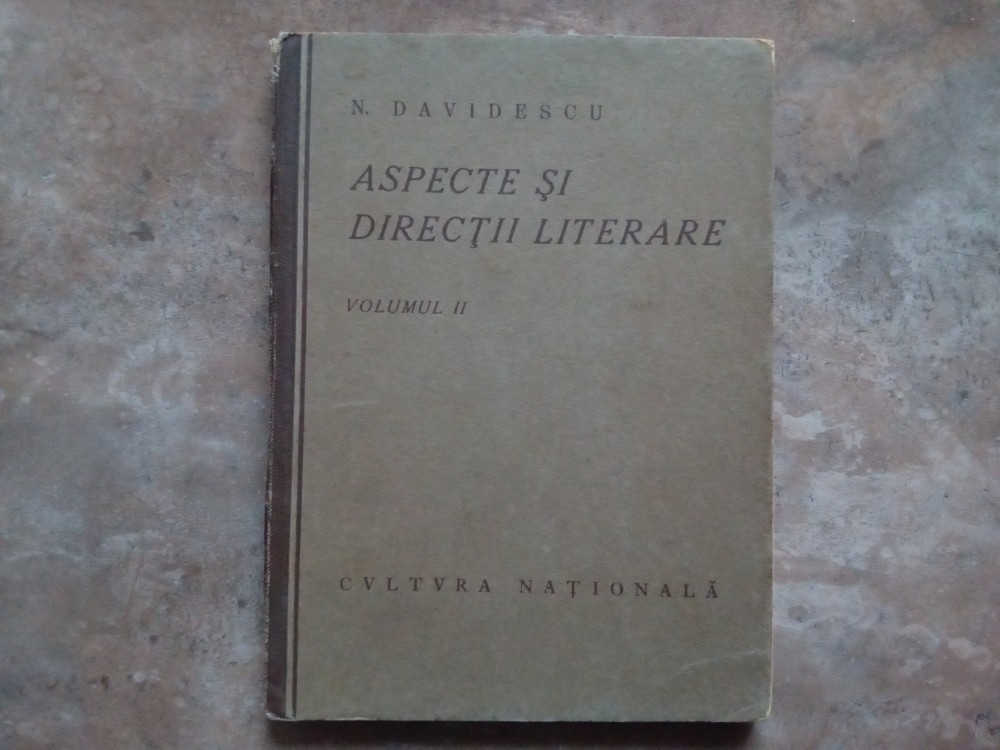 N. DAVIDESCU
ASPECTE ŞI
DIRECŢII LITERARE
VOLUMUL II
CVLTVRA NAŢIONALĂ